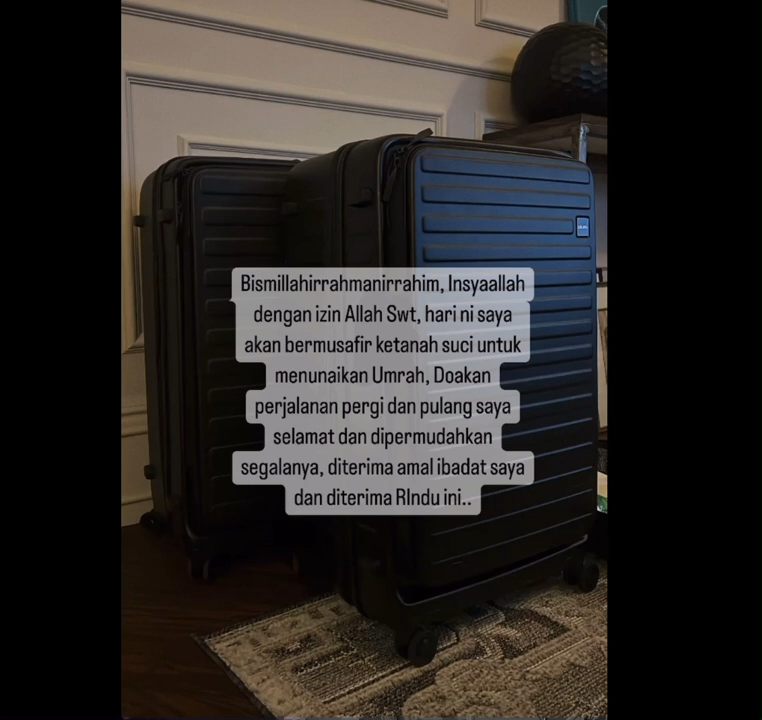 Bismillahirrahmanirrahim, Insyaallah
dengan izin Allah Swt, hari ni saya
akan bermusafir ketanah suci untuk
menunaikan Umrah, Doakan
perjalanan pergi dan pulang saya
selamat dan dipermudahkan
segalanya, diterima amal ibadat saya
dan diterima RIndu ini..